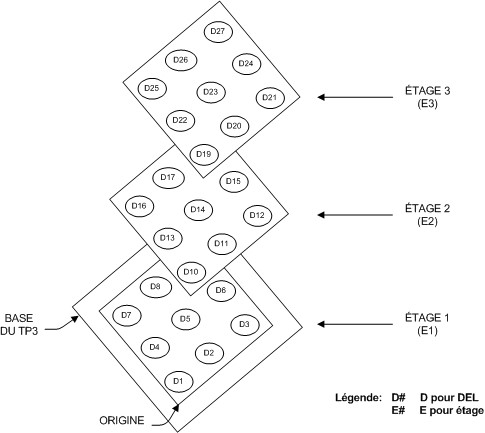 D27
D26
D24
D25
D23
D21
ÉTAGE 3
(E3)
D22
D20
D19
D17
D15
D16
D14
D12
ÉTAGE 2
(E2)
D13
D11
D10
D8
D6
BASE
DU TP3
D7
D5
D3
ÉTAGE 1
(E1)
D4
D2
D1
Légende: D# D pour DEL
E# E pour étage
ORIGINE